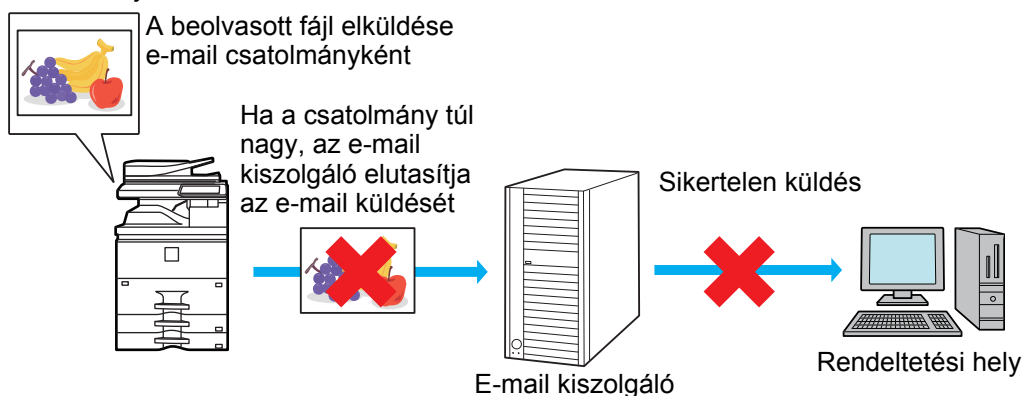 A beolvasott fájl elküldése
e-mail csatolmányként
Ha a csatolmány túl
nagy, az e-mail
kiszolgáló elutasítja
az e-mail küldését
Sikertelen küldés
E-mail kiszolgáló
Rendeltetési hely